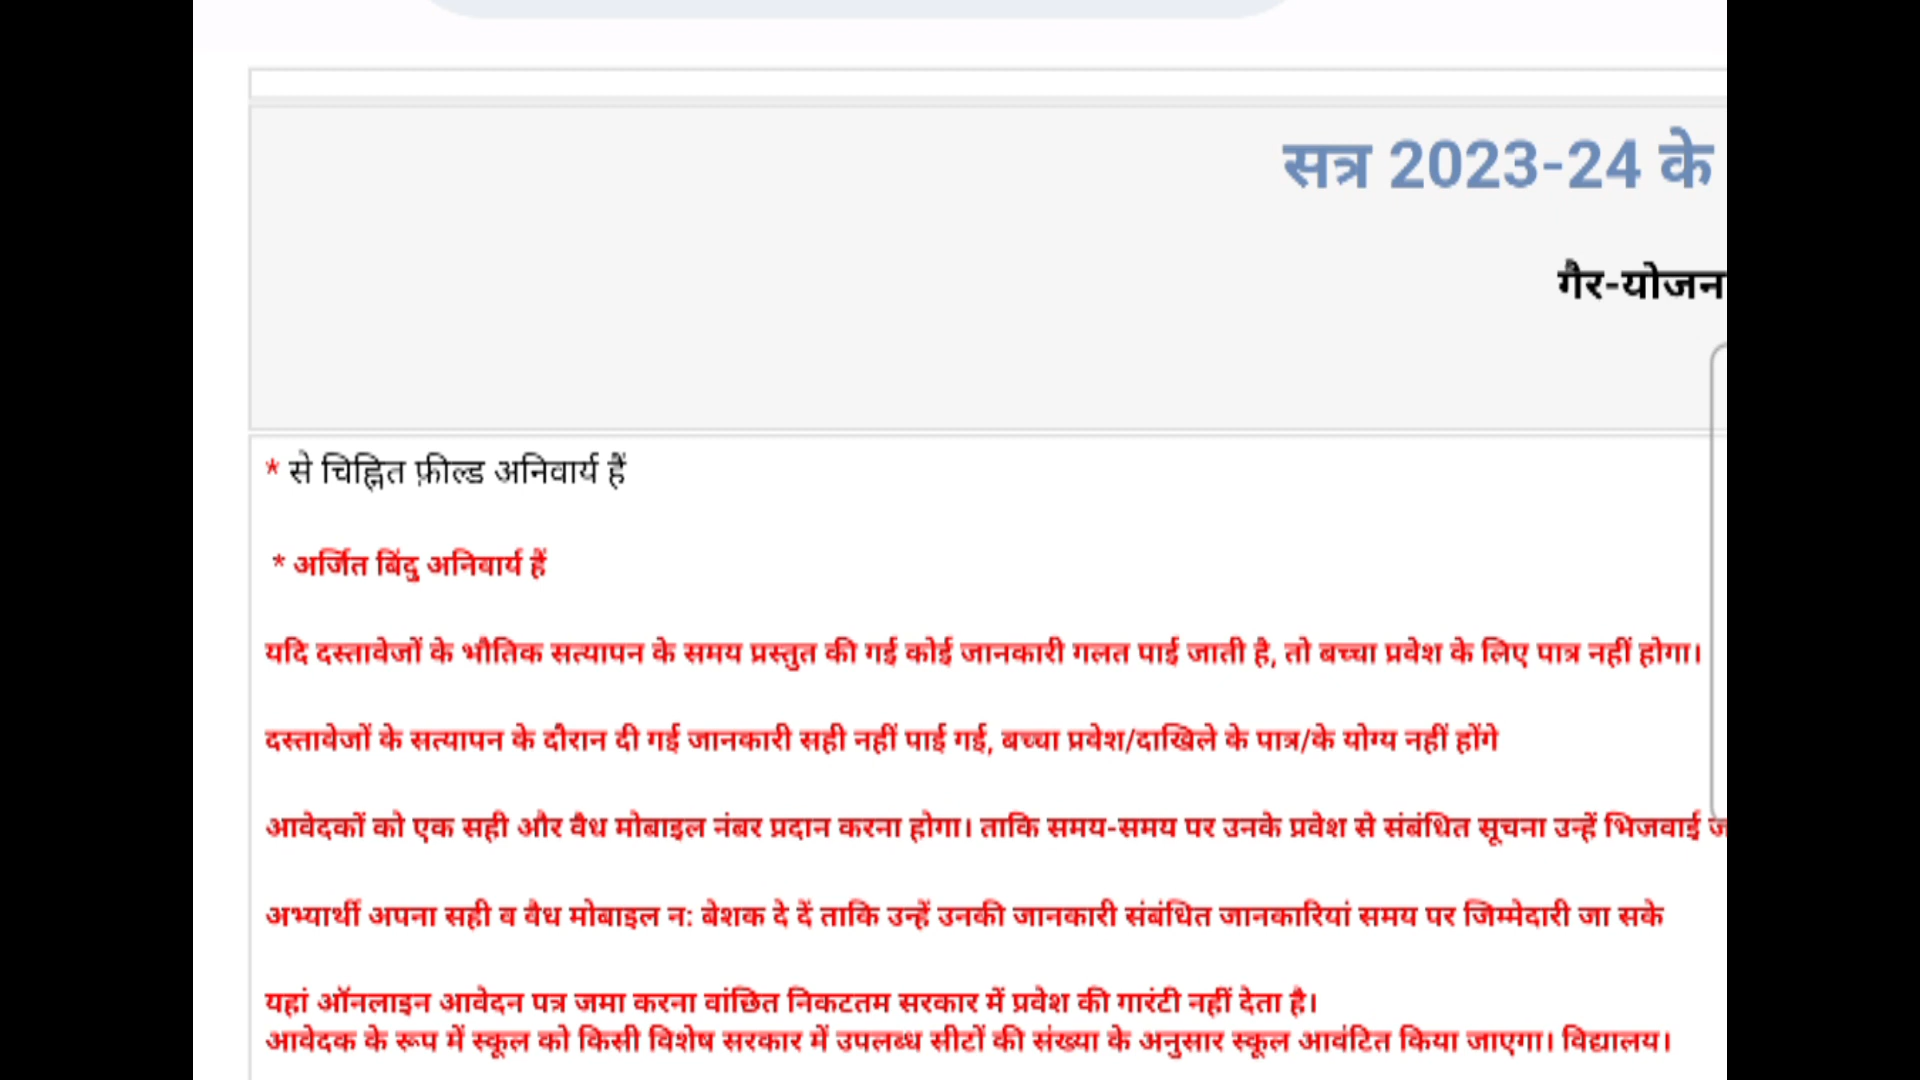 सत्र 2023-24 के
गैर-योजन
* से चिह्नित फ़ील्ड अनिवार्य हैं
* अर्जित बिंदु अनिवार्य हैं
यदि दस्तावेजों के भौतिक सत्यापन के समय प्रस्तुत की गई कोई जानकारी गलत पाई जाती है, तो बच्चा प्रवेश के लिए पात्र नहीं होगा।
दस्तावेजों के सत्यापन के दौरान दी गई जानकारी सही नहीं पाई गई, बच्चा प्रवेश/दाखिले के पात्र/के योग्य नहीं होंगे
आवेदकों को एक सही और वैध मोबाइल नंबर प्रदान करना होगा। ताकि समय-समय पर उनके प्रवेश से संबंधित सूचना उन्हें भिजवाई
अभ्यार्थी अपना सही व वैध मोबाइल न: बेशक दे दें ताकि उन्हें उनकी जानकारी संबंधित जानकारियां समय पर जिम्मेदारी जा सके
यहां ऑनलाइन आवेदन पत्र जमा करना वांछित निकटतम सरकार में प्रवेश की गारंटी नहीं देता है।
आवेदक के रूप में स्कूल को किसी विशेष सरकार में उपलब्ध सीटों की संख्या के अनुसार स्कूल आवंटित किया जाएगा। विद्यालय।